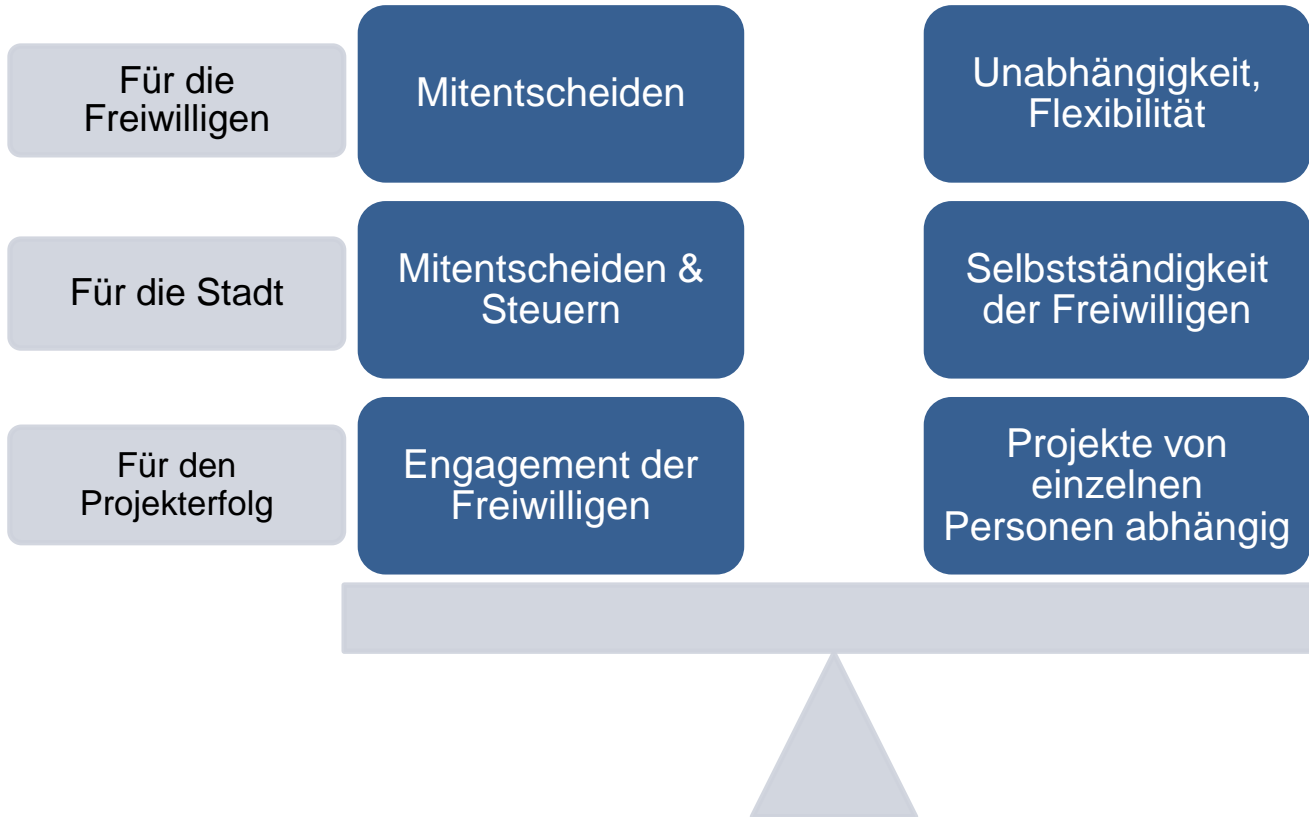 Für die
Freiwilligen
Mitentscheiden
Unabhängigkeit,
Flexibilität
Für die Stadt
Mitentscheiden &
Steuern
Selbstständigkeit
der Freiwilligen
Für den
Projekterfolg
Engagement der
Freiwilligen
Projekte von
einzelnen
Personen abhängig